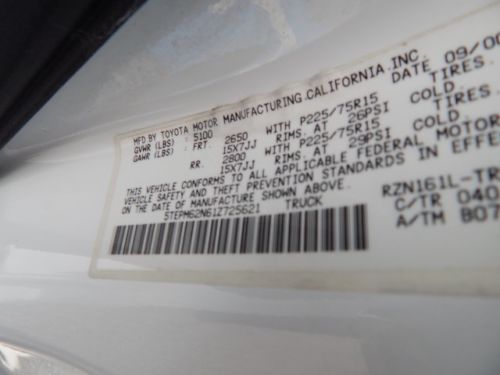 MFD BY TOYOTA MOTOR MANUFACTURING,CALIFORNIA,INC. DATE 09/00
GVWR (LBS) : 5100
GAWR (LBS) : FRT. 2650 WITH P225/75R15 TIRES.
15X7JJ RIMS. AT 26PSI COLD.
RR. 2800 WITH P225/75R15 TIRES.
15X7JJ RIMS. AT 29PSI COLD.
THIS VEHICLE CONFORMS TO ALL APPLICABLE FEDERAL MOTOR
VEHICLE SAFETY AND THEFT PREVENTION STANDARDS IN EFFE
ON THE DATE OF MANUFACTURE SHOWN ABOVE.
5TEPM62N61Z725621 TRUCK
RZN161L-TR
C/TR 040
A/TM B07